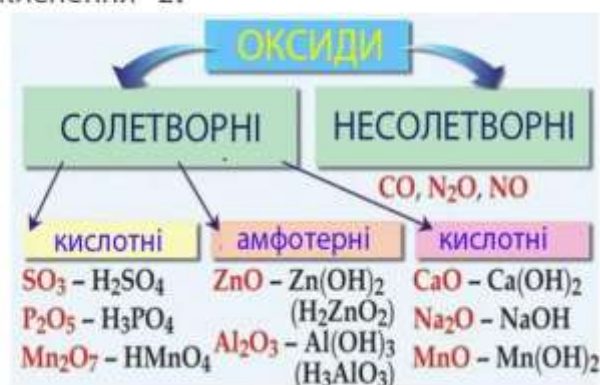 ОКСИДИ
СОЛЕТВОРНІ
НЕСОЛЕТВОРНІ
CO, N₂O, NO
кислотні
амфотерні
кислотні
SO₃ – H₂SO₄
P₂O₅ – H₃PO₄
Mn₂O₇ – HMnO₄
ZnO – Zn(OH)₂
(H₂ZnO₂)
Al₂O₃ – Al(OH)₃
(H₃AlO₃)
CaO – Ca(OH)₂
Na₂O – NaOH
MnO – Mn(OH)₂